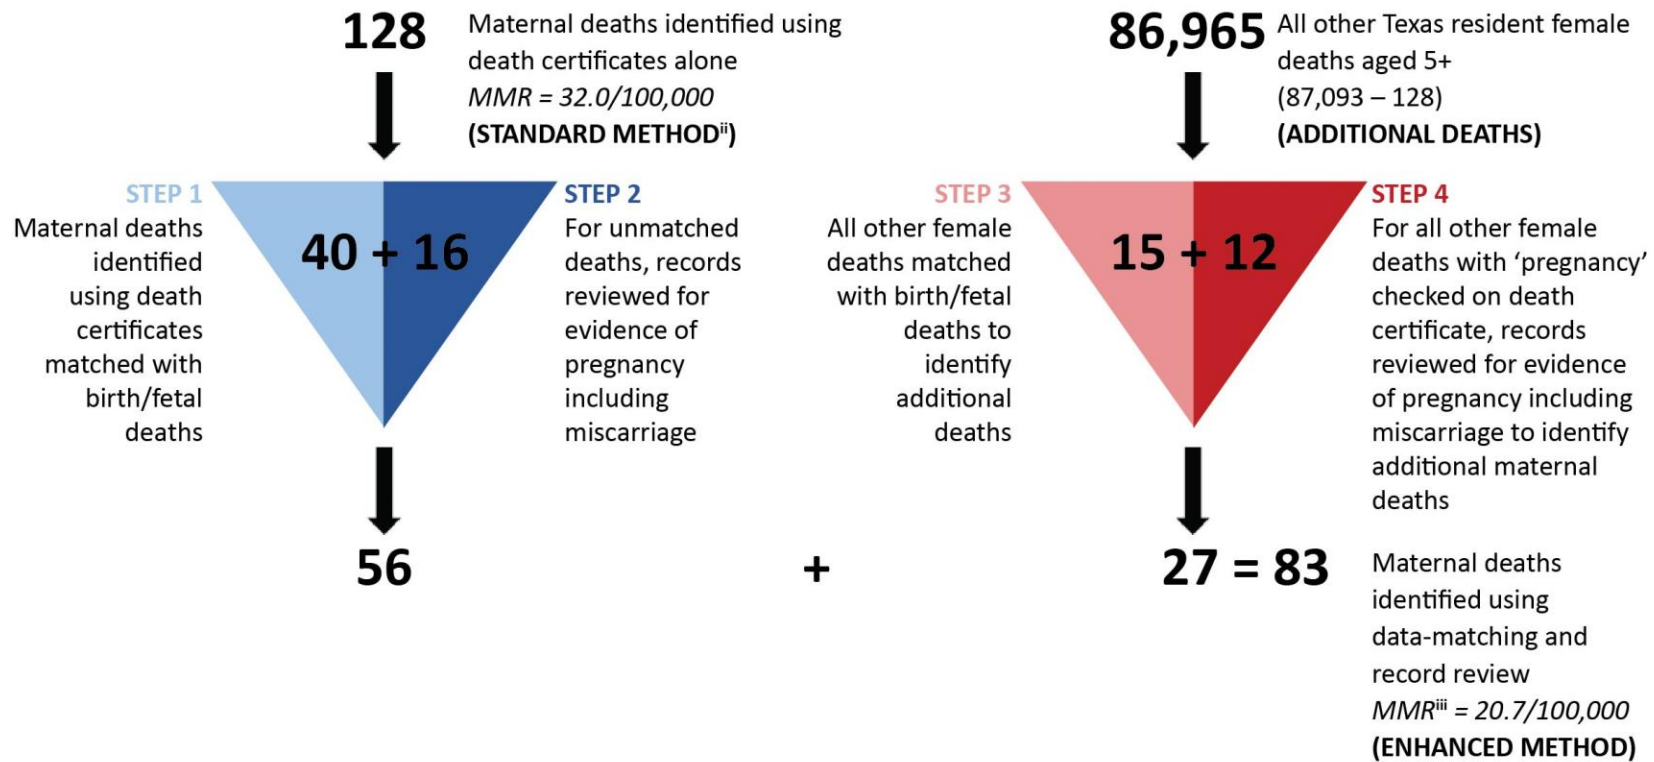 128
Maternal deaths identified using
death certificates alone
MMR = 32.0/100,000
(STANDARD METHODⁱⁱ)
86,965
All other Texas resident female
deaths aged 5+
(87,093 – 128)
(ADDITIONAL DEATHS)
STEP 1
Maternal deaths
identified
using death
certificates
matched with
birth/fetal
deaths
40 + 16
STEP 2
For unmatched
deaths, records
reviewed for
evidence of
pregnancy
including
miscarriage
STEP 3
All other female
deaths matched
with birth/fetal
deaths to
identify
additional
deaths
15 + 12
STEP 4
For all other female
deaths with ‘pregnancy’
checked on death
certificate, records
reviewed for evidence
of pregnancy including
miscarriage to identify
additional maternal
deaths
56
+
27 = 83
Maternal deaths
identified using
data-matching and
record review
MMRⁱⁱⁱ = 20.7/100,000
(ENHANCED METHOD)